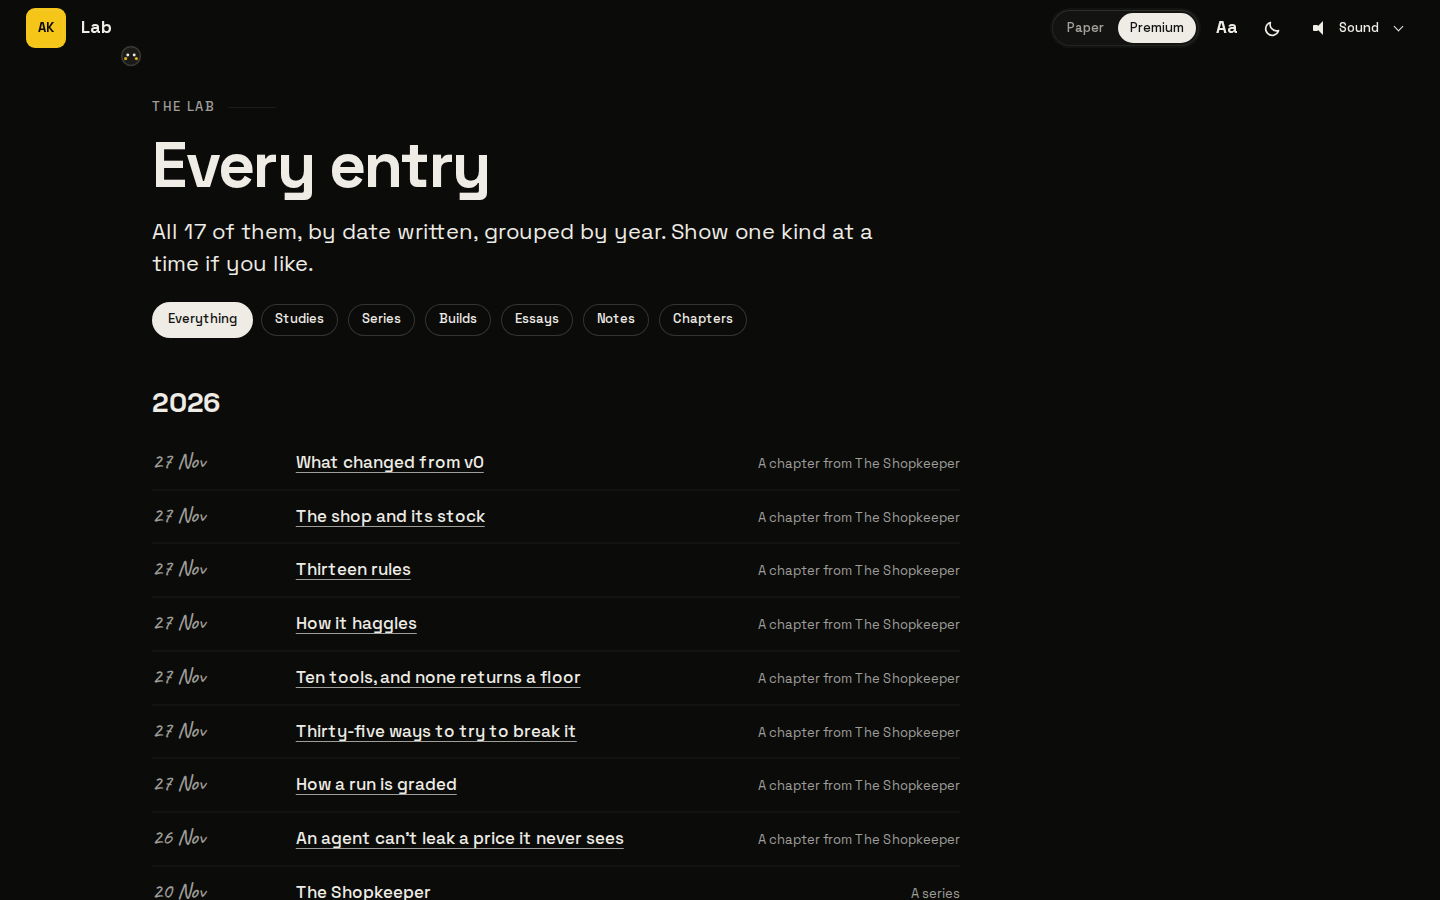 AK
Lab
Paper
Premium
Aa
Sound
THE LAB
Every entry
All 17 of them, by date written, grouped by year. Show one kind at a
time if you like.
Everything
Studies
Series
Builds
Essays
Notes
Chapters
2026
27 Nov What changed from v0 A chapter from The Shopkeeper
27 Nov The shop and its stock A chapter from The Shopkeeper
27 Nov Thirteen rules A chapter from The Shopkeeper
27 Nov How it haggles A chapter from The Shopkeeper
27 Nov Ten tools, and none returns a floor A chapter from The Shopkeeper
27 Nov Thirty-five ways to try to break it A chapter from The Shopkeeper
27 Nov How a run is graded A chapter from The Shopkeeper
26 Nov An agent can’t leak a price it never sees A chapter from The Shopkeeper
20 Nov The Shopkeeper A series